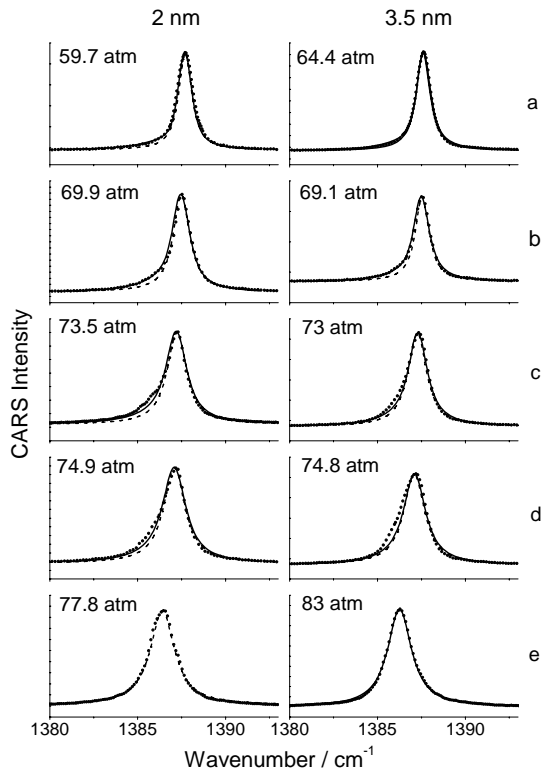 2 nm 3.5 nm
59.7 atm 64.4 atm a
69.9 atm 69.1 atm b
73.5 atm 73 atm c
74.9 atm 74.8 atm d
77.8 atm 83 atm e
CARS Intensity
1380 1385 1390 1380 1385 1390
Wavenumber / cm⁻¹